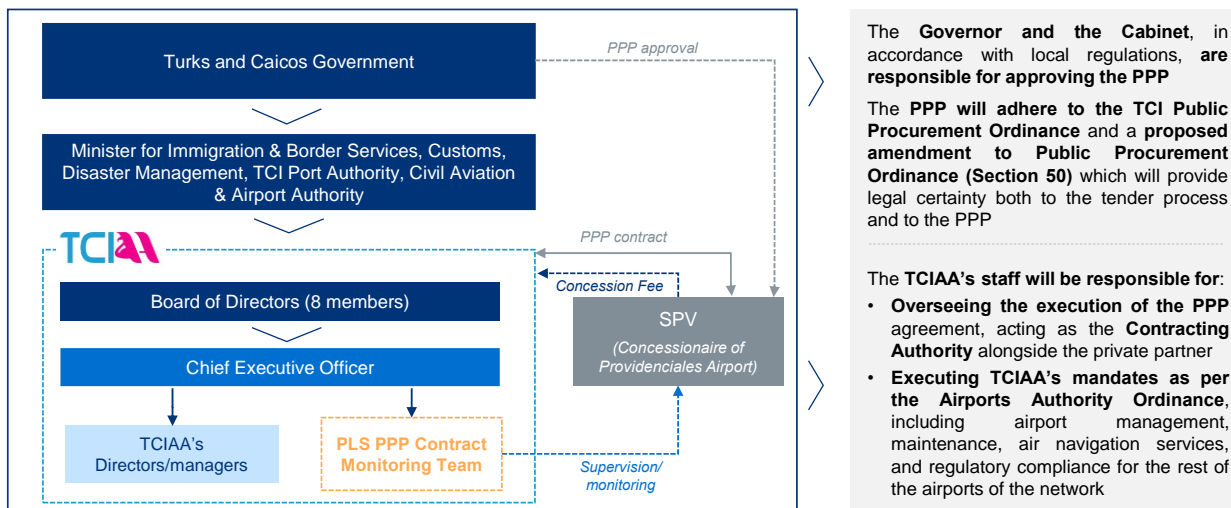 Turks and Caicos Government
PPP approval
Minister for Immigration & Border Services, Customs,
Disaster Management, TCI Port Authority, Civil Aviation
& Airport Authority
TCIAA
PPP contract
Concession Fee
Board of Directors (8 members)
SPV
(Concessionaire of
Providenciales Airport)
Chief Executive Officer
TCIAA's
Directors/managers
PLS PPP Contract
Monitoring Team
Supervision/
monitoring
The Governor and the Cabinet, in
accordance with local regulations, are
responsible for approving the PPP
The PPP will adhere to the TCI Public
Procurement Ordinance and a proposed
amendment to Public Procurement
Ordinance (Section 50) which will provide
legal certainty both to the tender process
and to the PPP
The TCIAA's staff will be responsible for:
• Overseeing the execution of the PPP
agreement, acting as the Contracting
Authority alongside the private partner
• Executing TCIAA's mandates as per
the Airports Authority Ordinance,
including airport management,
maintenance, air navigation services,
and regulatory compliance for the rest of
the airports of the network